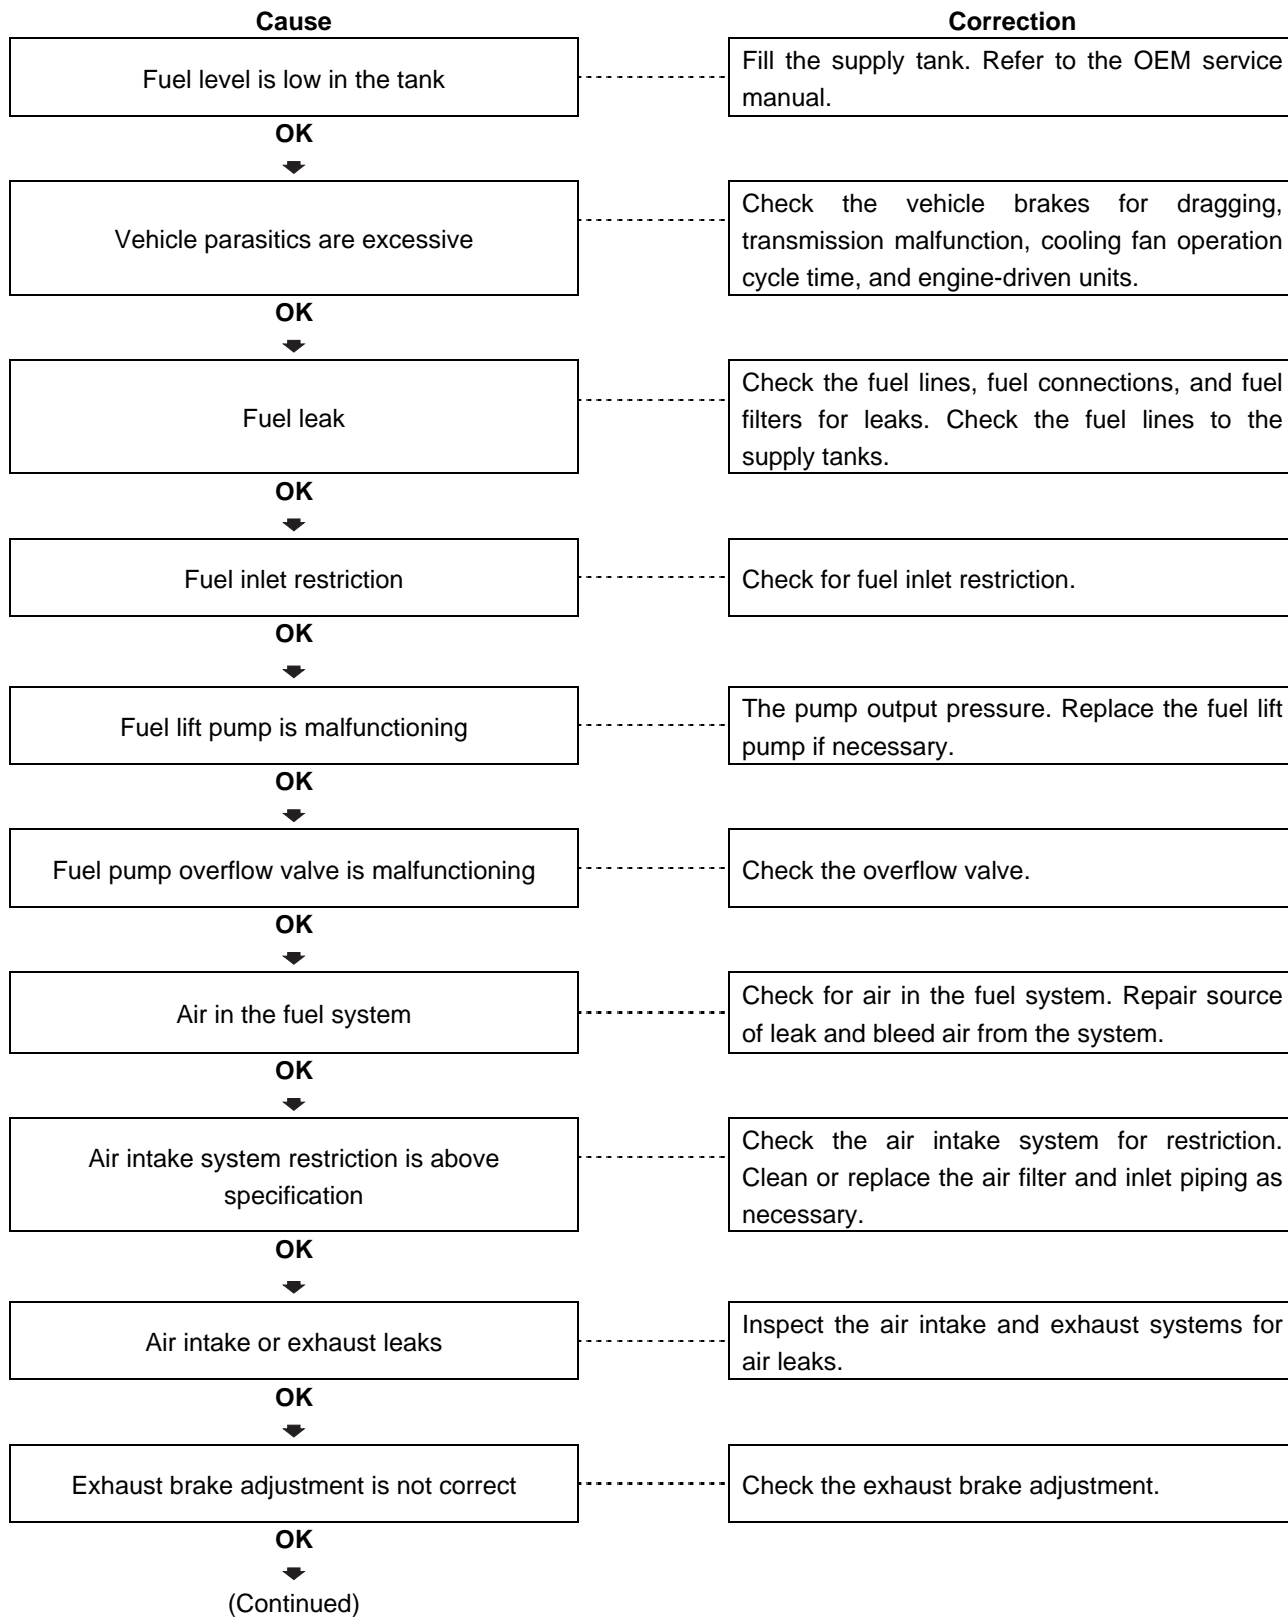 Cause
Correction
Fuel level is low in the tank
Fill the supply tank. Refer to the OEM service
manual.
OK
Vehicle parasitics are excessive
Check the vehicle brakes for dragging,
transmission malfunction, cooling fan operation
cycle time, and engine-driven units.
OK
Fuel leak
Check the fuel lines, fuel connections, and fuel
filters for leaks. Check the fuel lines to the
supply tanks.
OK
Fuel inlet restriction
Check for fuel inlet restriction.
OK
Fuel lift pump is malfunctioning
The pump output pressure. Replace the fuel lift
pump if necessary.
OK
Fuel pump overflow valve is malfunctioning
Check the overflow valve.
OK
Air in the fuel system
Check for air in the fuel system. Repair source
of leak and bleed air from the system.
OK
Air intake system restriction is above
specification
Check the air intake system for restriction.
Clean or replace the air filter and inlet piping as
necessary.
OK
Air intake or exhaust leaks
Inspect the air intake and exhaust systems for
air leaks.
OK
Exhaust brake adjustment is not correct
Check the exhaust brake adjustment.
OK
(Continued)